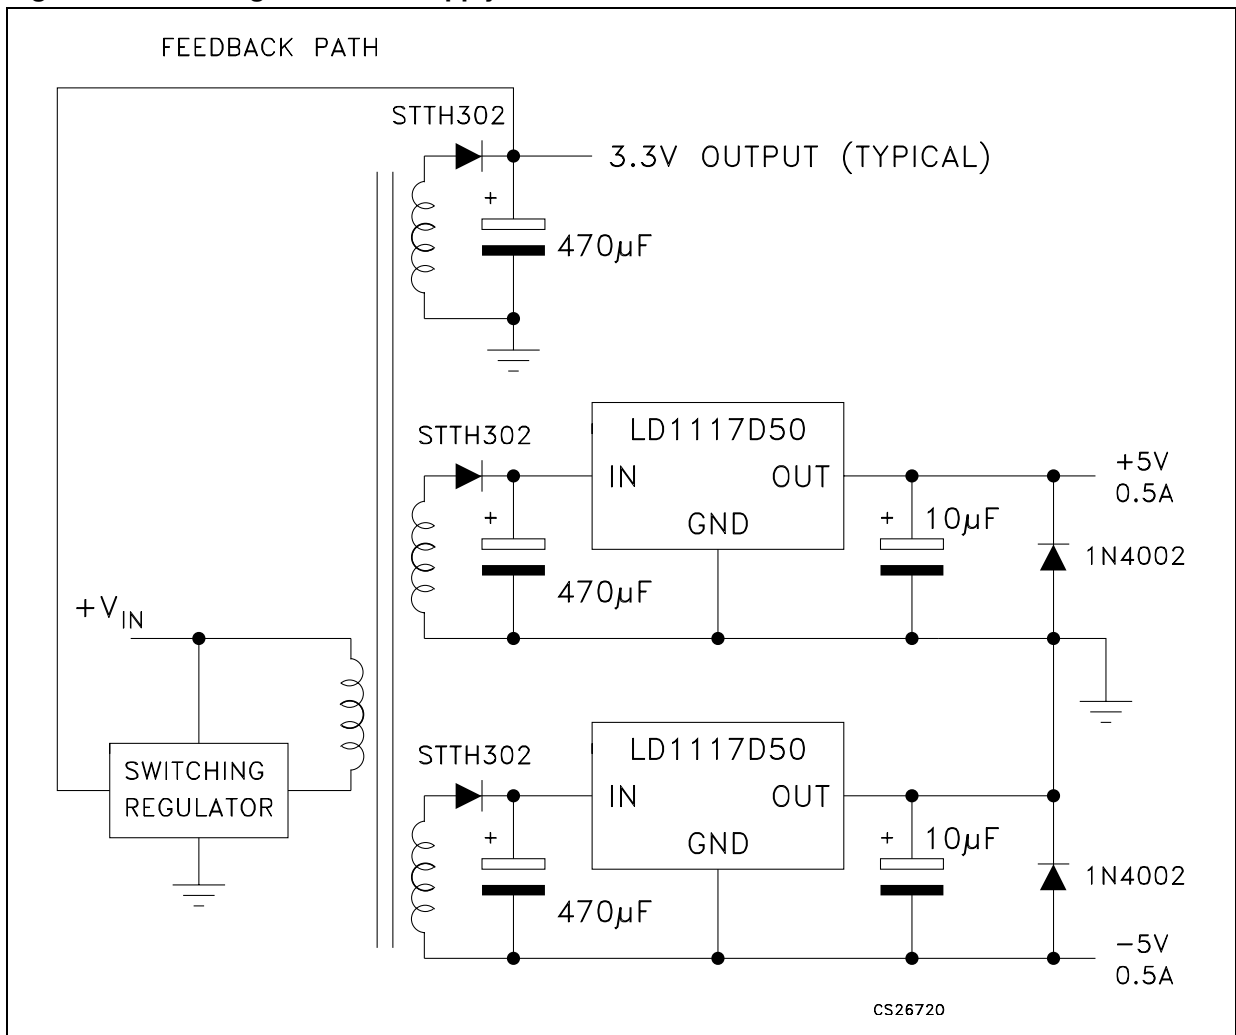 FEEDBACK PATH
STTH302
3.3V OUTPUT (TYPICAL)
+
470µF
STTH302
LD1117D50
IN
OUT
GND
+
470µF
+
10µF
+5V
0.5A
1N4002
+VIN
SWITCHING
REGULATOR
STTH302
LD1117D50
IN
OUT
GND
+
470µF
+
10µF
1N4002
-5V
0.5A
CS26720